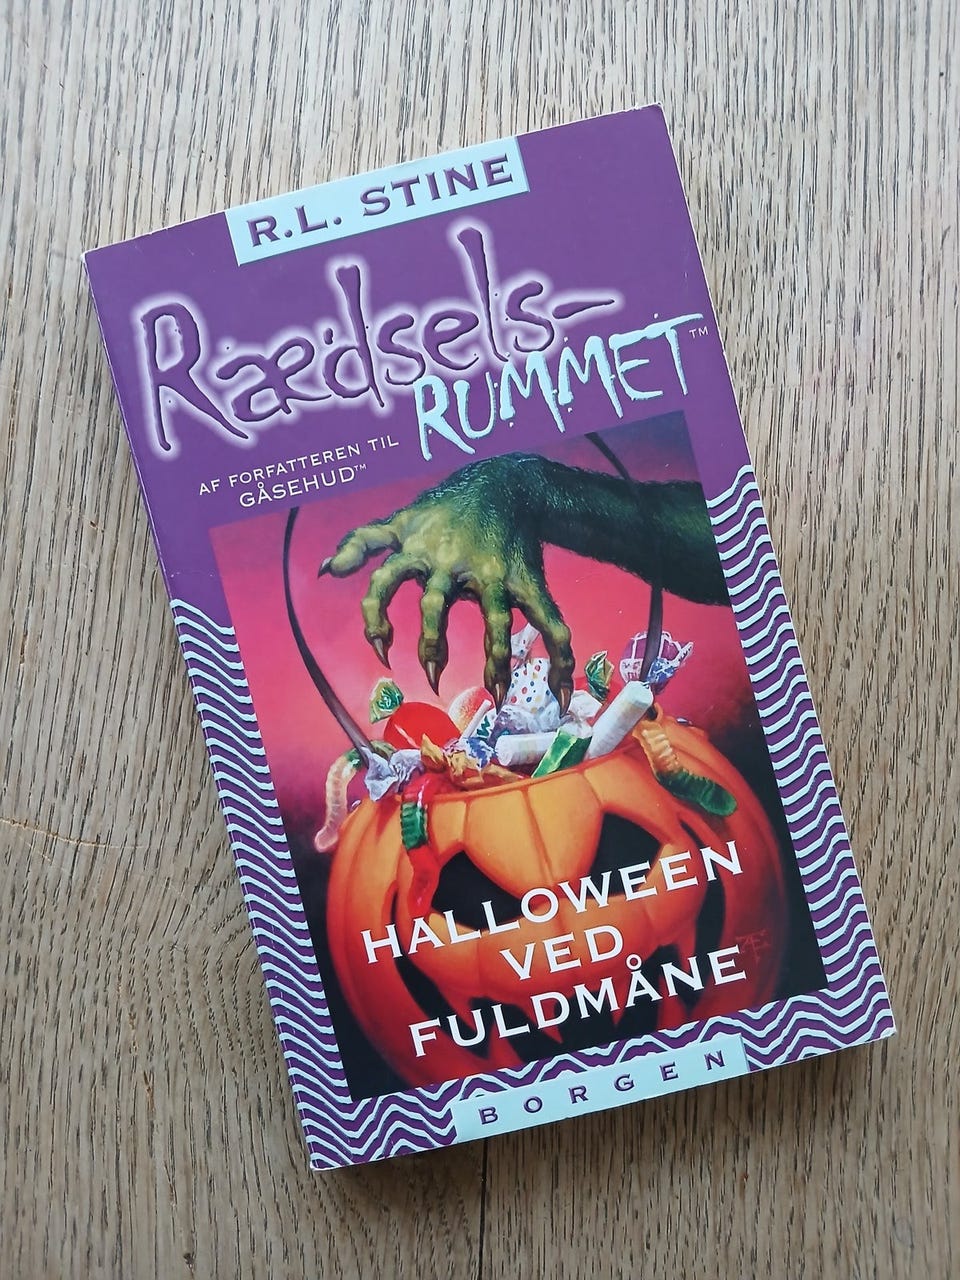 R.L. STINE
Rædsels-
RUMMET™
AF FORFATTEREN TIL
GÅSEHUD™
HALLOWEEN
VED
FULDMÅNE
BORGEN